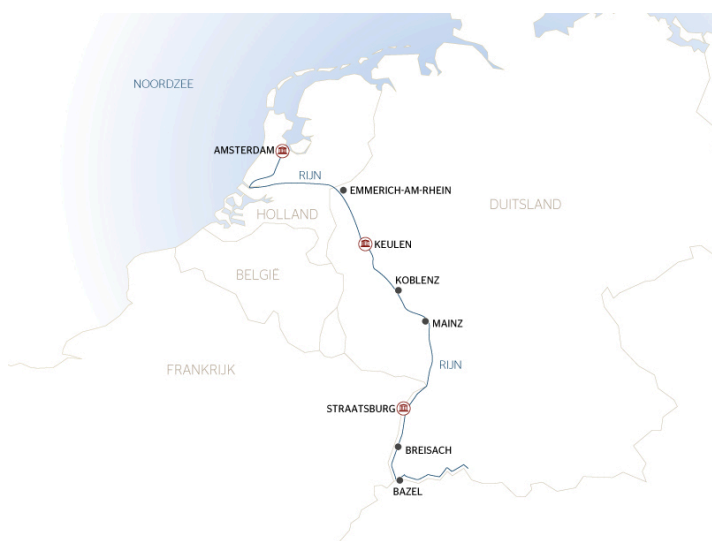 NOORDZEE
AMSTERDAM
RIJN
EMMERICH-AM-RHEIN
HOLLAND
DUITSLAND
KEULEN
BELGIË
KOBLENZ
MAINZ
FRANKRIJK
RIJN
STRAATSBURG
BREISACH
BAZEL